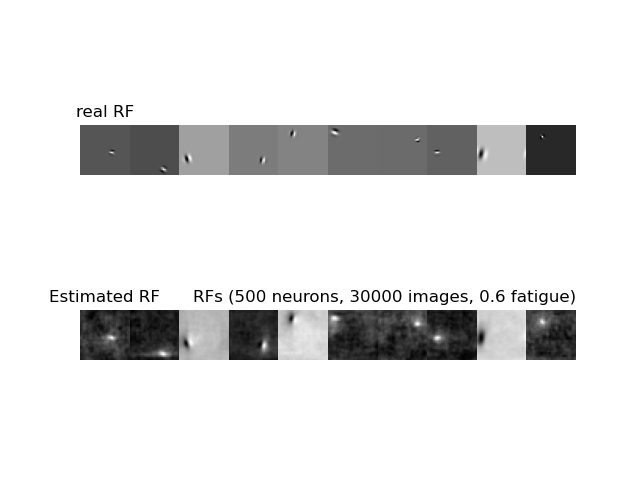 real RF
Estimated RF
RFs (500 neurons, 30000 images, 0.6 fatigue)